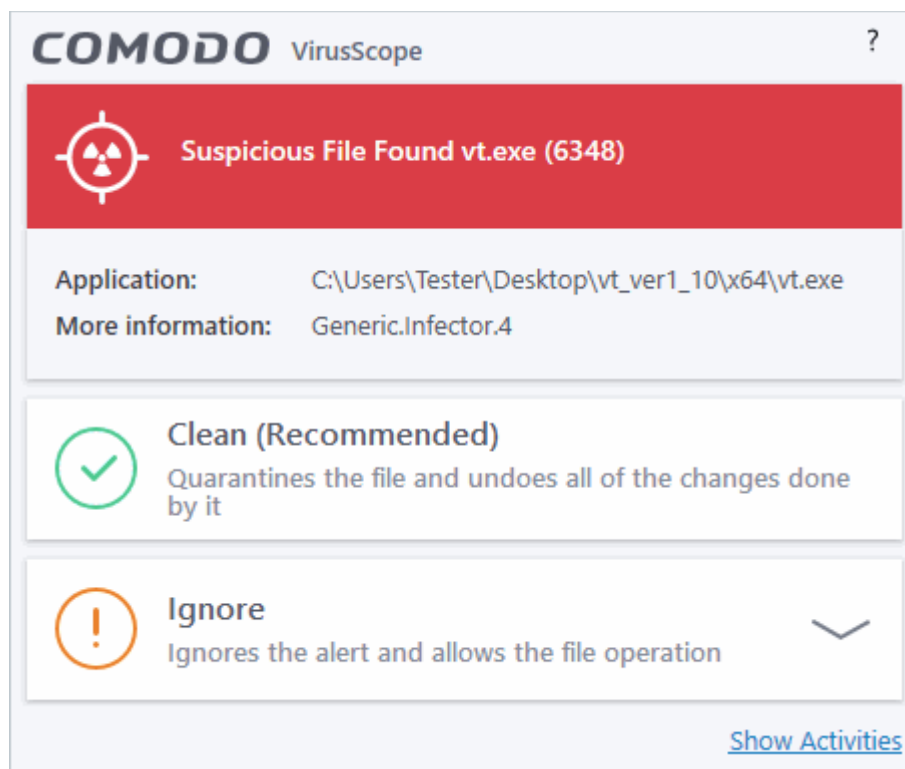 COMODO VirusScope ?
Suspicious File Found vt.exe (6348)
Application: C:\Users\Tester\Desktop\vt_ver1_10\x64\vt.exe
More information: Generic.Infector.4
Clean (Recommended)
Quarantines the file and undoes all of the changes done
by it
Ignore
Ignores the alert and allows the file operation
Show Activities